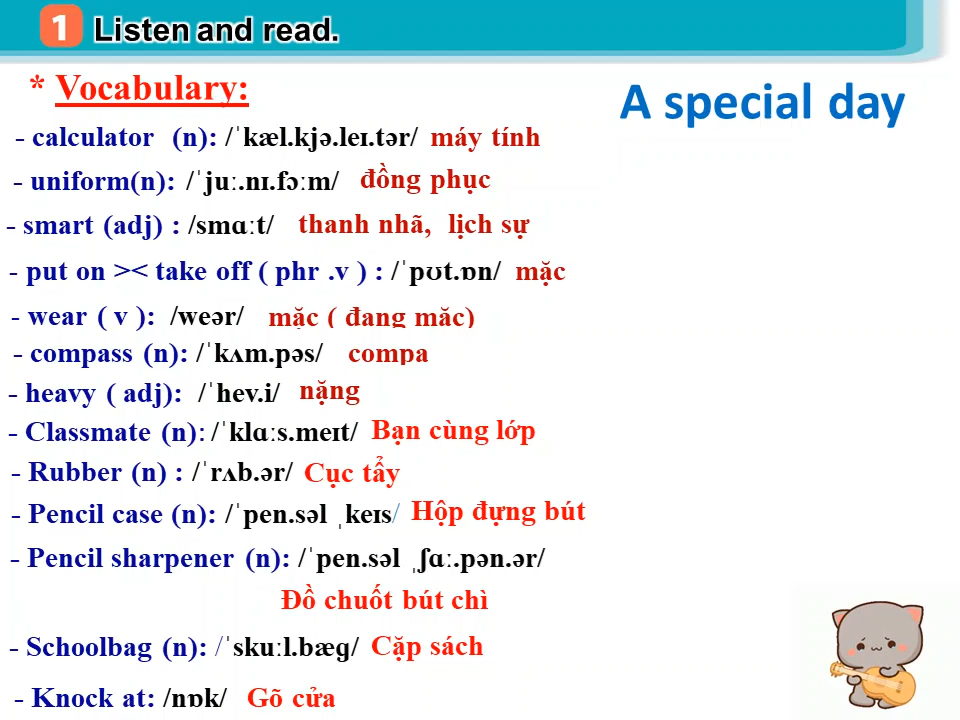 1 Listen and read.
* Vocabulary:
A special day
- calculator (n): /ˈkæl.kjə.leɪ.tər/ máy tính
- uniform(n): /ˈjuː.nɪ.fɔːm/ đồng phục
- smart (adj) : /smɑːt/ thanh nhã, lịch sự
- put on >< take off ( phr .v ) : /ˈpʊt.ɒn/ mặc
- wear ( v ): /weər/ mặc ( đang mặc)
- compass (n): /ˈkʌm.pəs/ compa
- heavy ( adj): /ˈhev.i/ nặng
- Classmate (n): /ˈklɑːs.meɪt/ Bạn cùng lớp
- Rubber (n) : /ˈrʌb.ər/ Cục tẩy
- Pencil case (n): /ˈpen.səl ˌkeɪs/ Hộp đựng bút
- Pencil sharpener (n): /ˈpen.səl ˌʃɑː.pən.ər/
Đồ chuốt bút chì
- Schoolbag (n): /ˈskuːl.bæɡ/ Cặp sách
- Knock at: /nɒk/ Gõ cửa